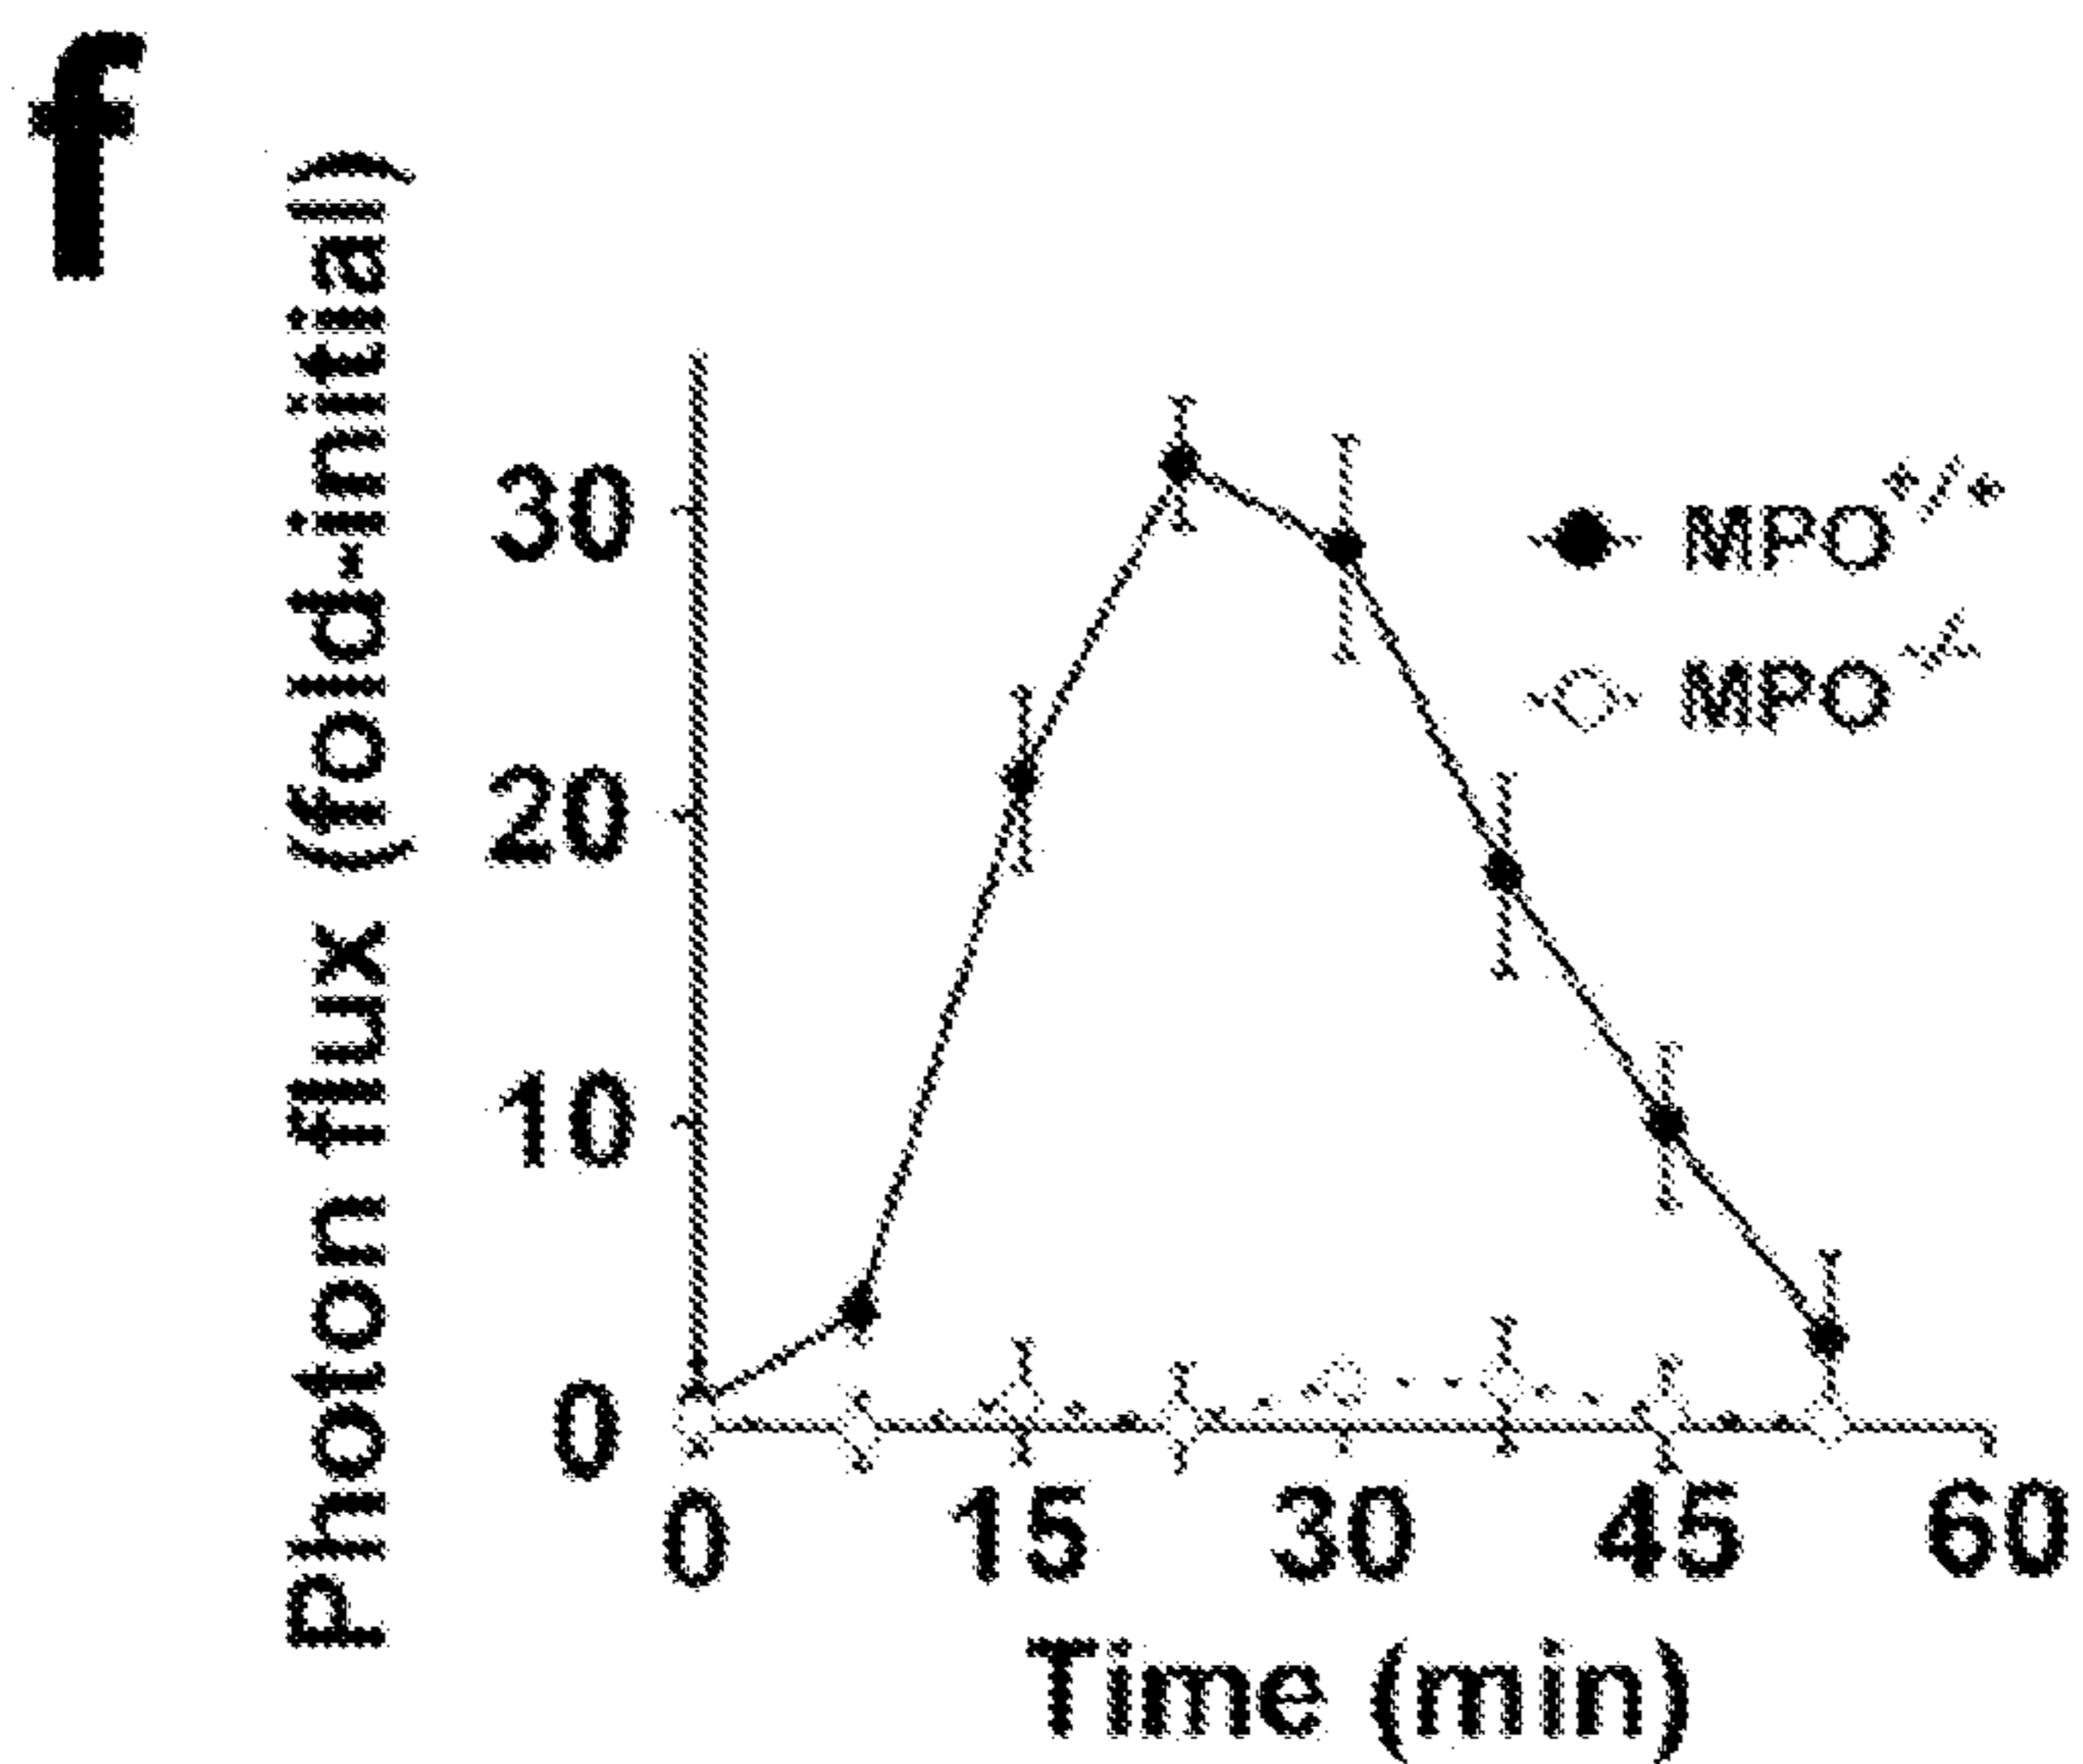 f
Photon flux (fold-initial)
30
20
10
0
0 15 30 45 60
Time (min)
MPO+/+
MPO-/-